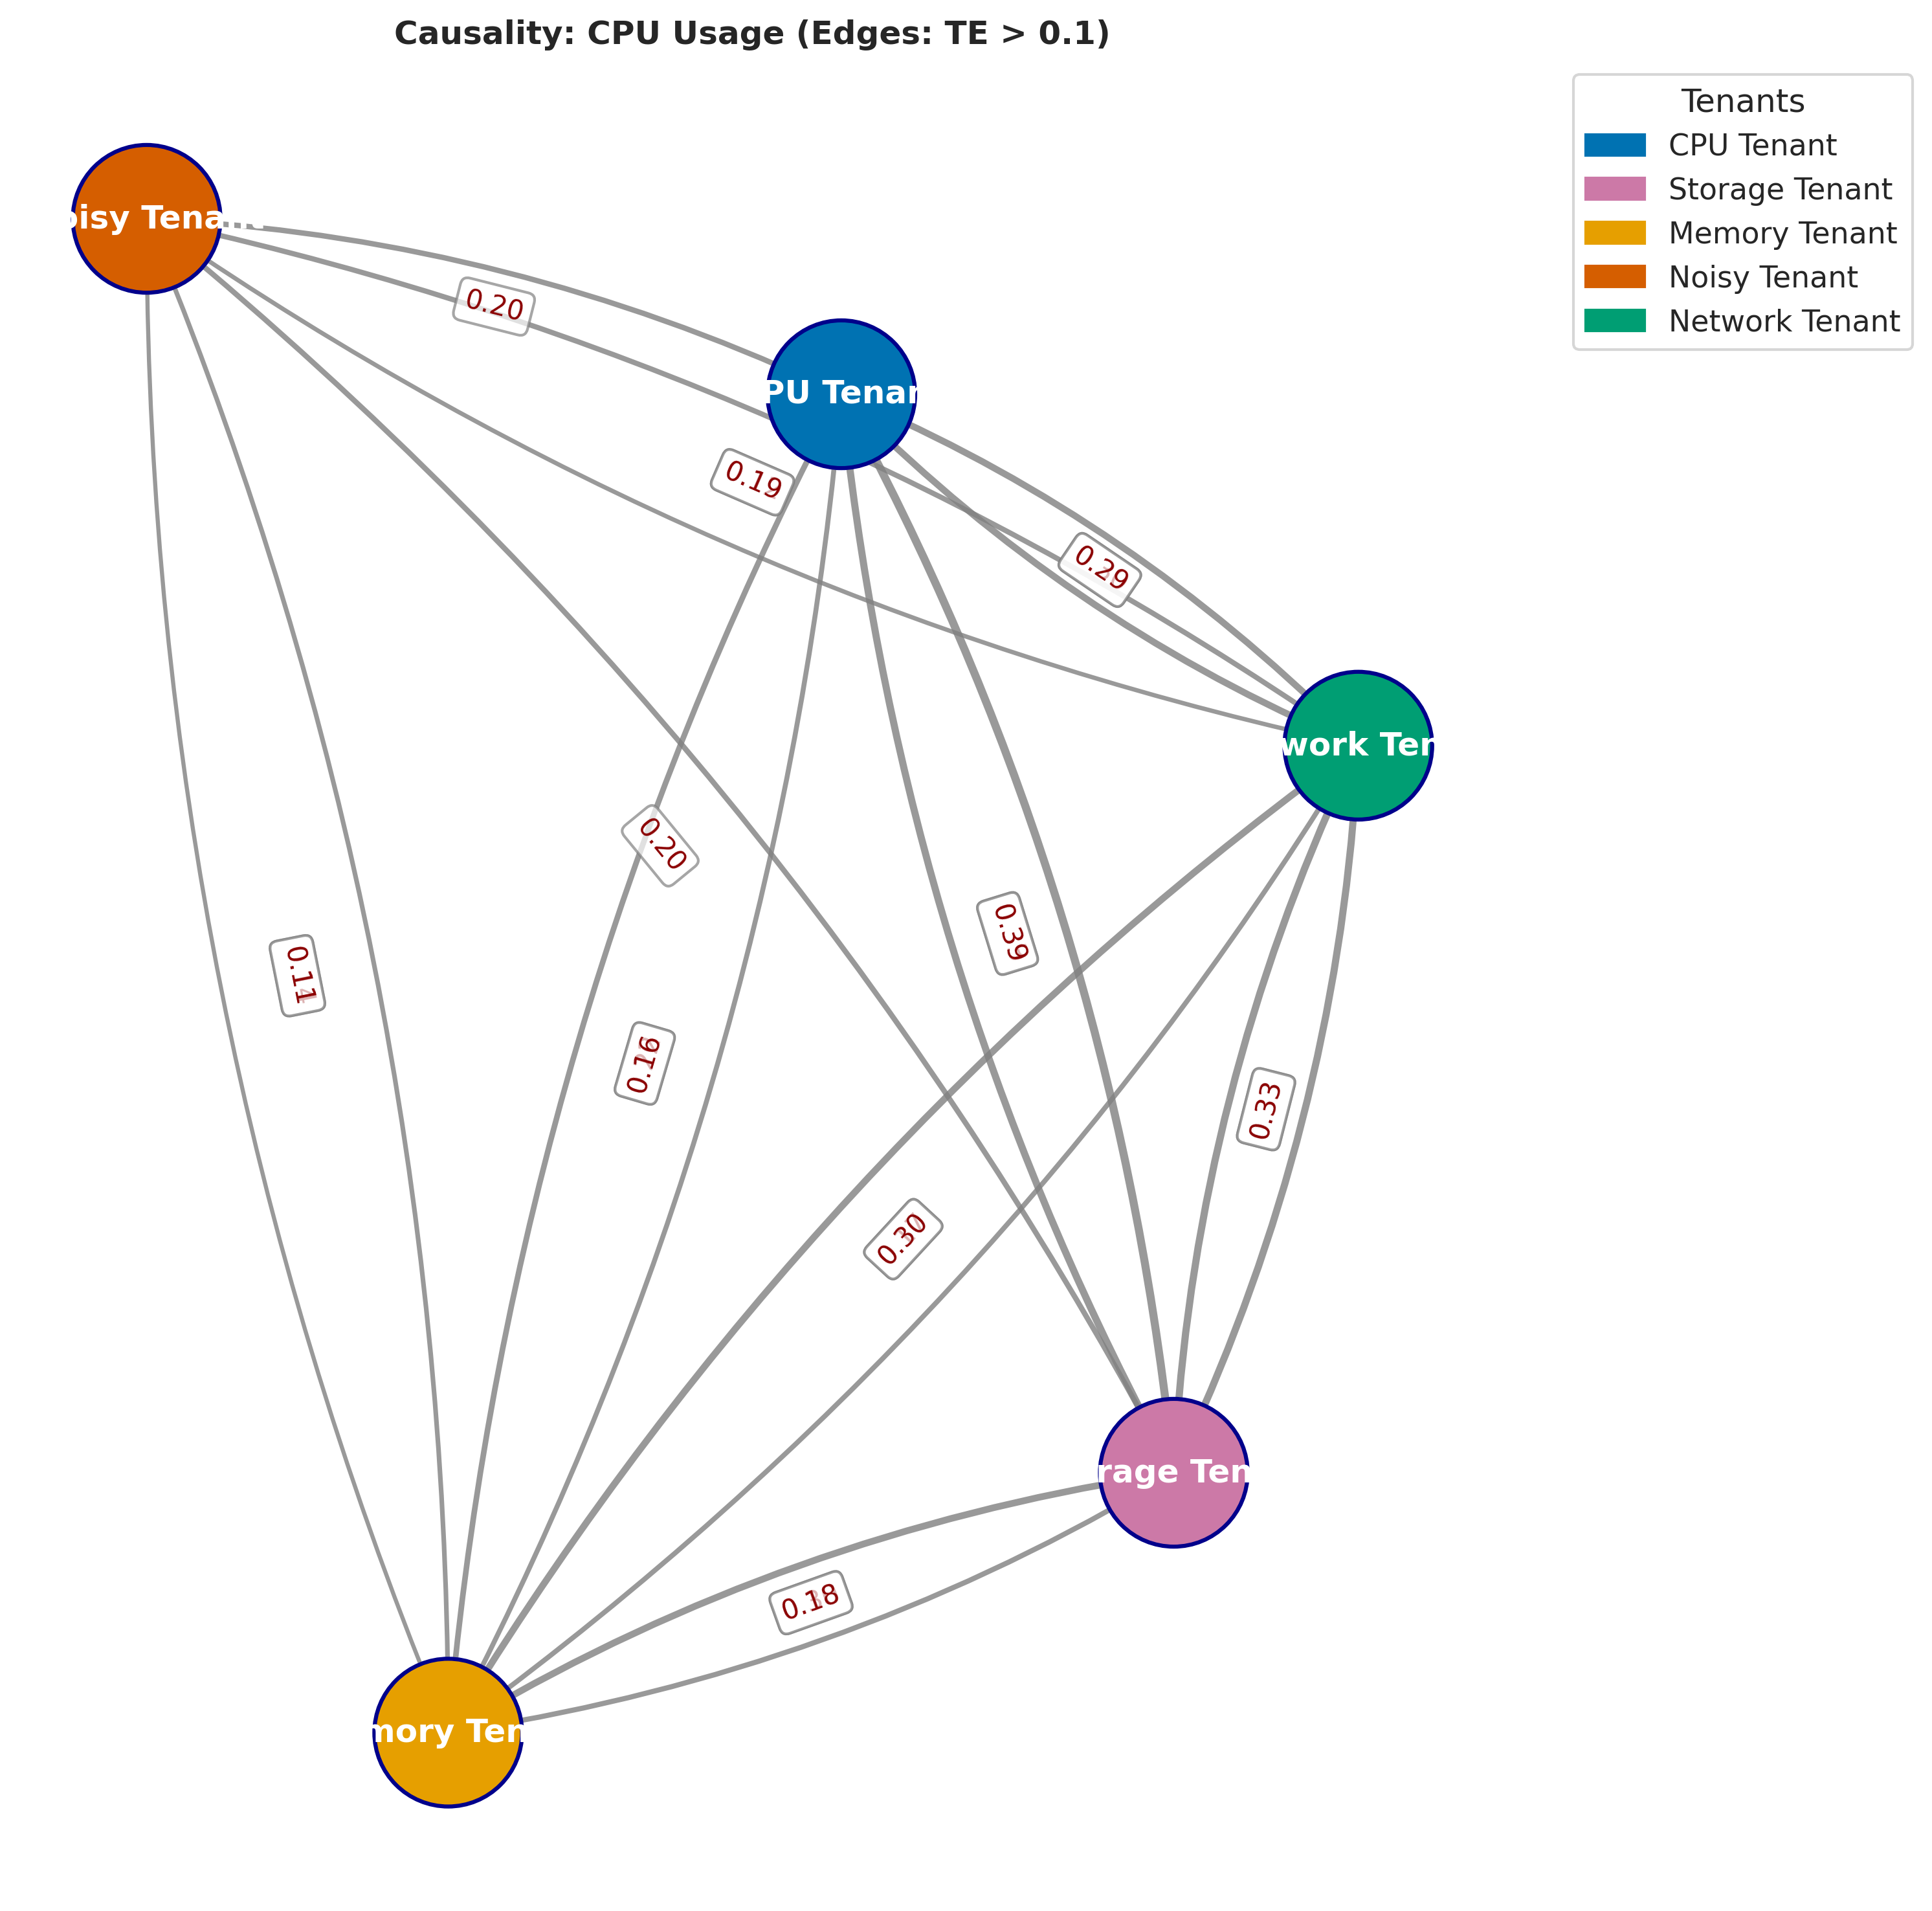 Causality: CPU Usage (Edges: TE > 0.1)
Tenants
CPU Tenant
Storage Tenant
Memory Tenant
Noisy Tenant
Network Tenant
oisy Tena
0.20
PU Tenan
0.19
0.29
work Ten
0.20
0.39
0.11
0.16
0.33
0.30
rage Ten
0.18
mory Ten